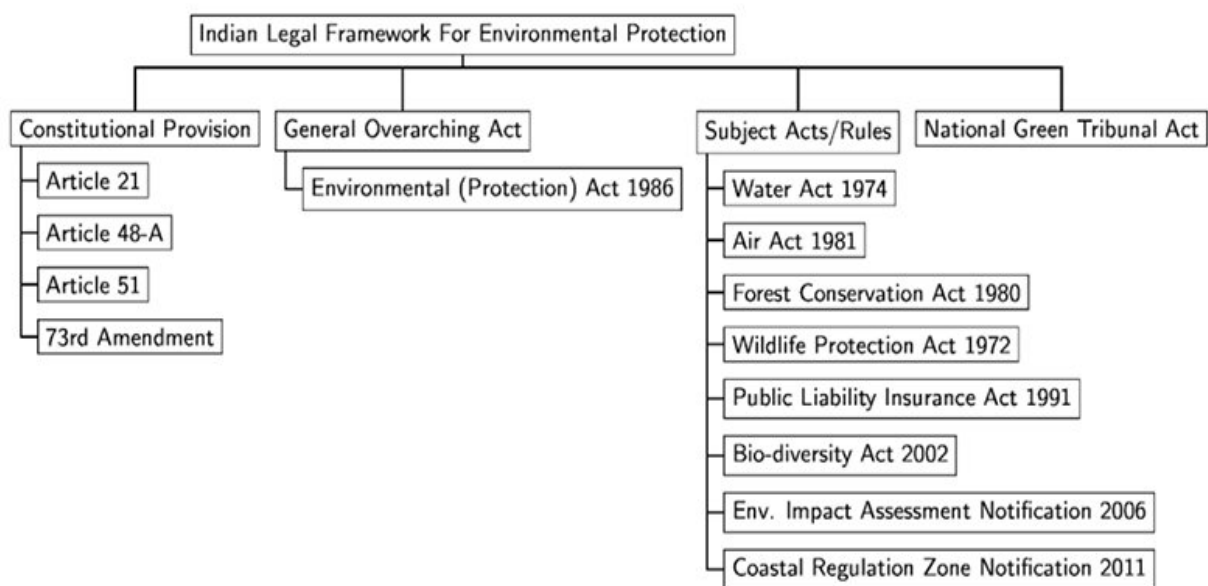 Indian Legal Framework For Environmental Protection
Constitutional Provision
Article 21
Article 48-A
Article 51
73rd Amendment
General Overarching Act
Environmental (Protection) Act 1986
Subject Acts/Rules
Water Act 1974
Air Act 1981
Forest Conservation Act 1980
Wildlife Protection Act 1972
Public Liability Insurance Act 1991
Bio-diversity Act 2002
Env. Impact Assessment Notification 2006
Coastal Regulation Zone Notification 2011
National Green Tribunal Act